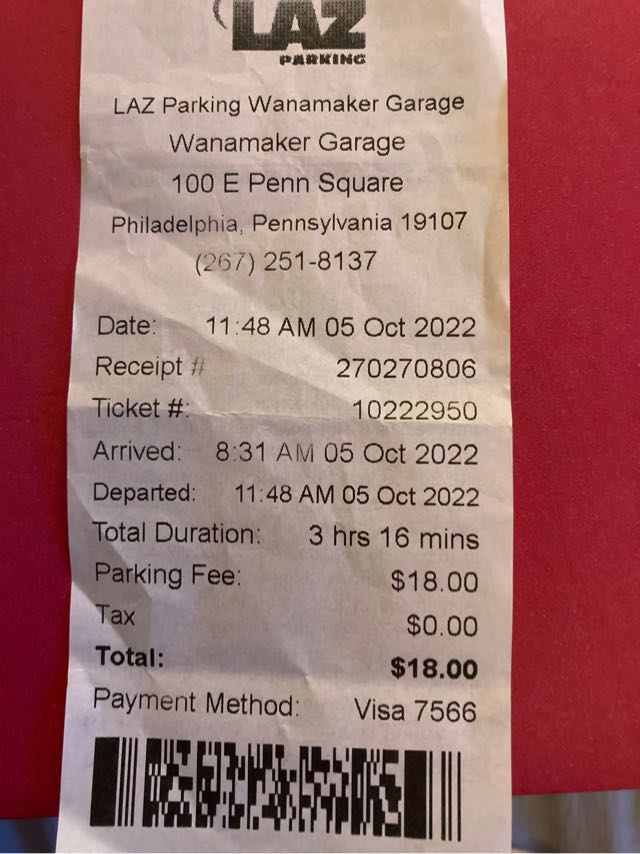 LAZ
PARKING
LAZ Parking Wanamaker Garage
Wanamaker Garage
100 E Penn Square
Philadelphia, Pennsylvania 19107
(267) 251-8137
Date: 11:48 AM 05 Oct 2022
Receipt # 270270806
Ticket #: 10222950
Arrived: 8:31 AM 05 Oct 2022
Departed: 11:48 AM 05 Oct 2022
Total Duration: 3 hrs 16 mins
Parking Fee: $18.00
Tax $0.00
Total: $18.00
Payment Method: Visa 7566